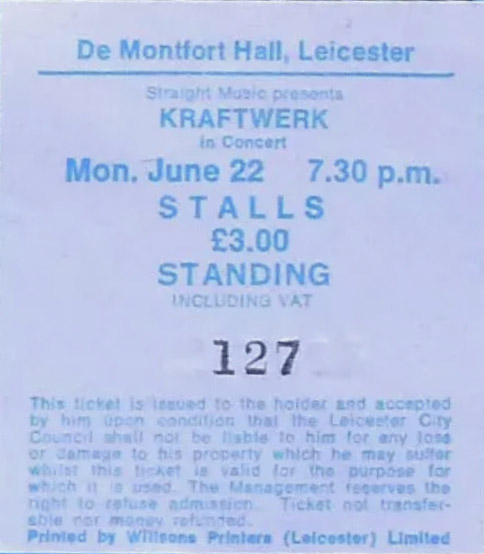 De Montfort Hall, Leicester
Straight Music presents
KRAFTWERK
in Concert
Mon. June 22 7.30 p.m.
STALLS
£3.00
STANDING
INCLUDING VAT
127
This ticket is issued to the holder and accepted
by him upon condition that the Leicester City
Council shall not be liable to him for any loss
or damage to his property which he may suffer
whilst this ticket is valid for the purpose for
which it is used. The Management reserves the
right to refuse admission. Ticket not transfer-
able nor money refunded.
Printed by Willsons Printers (Leicester) Limited